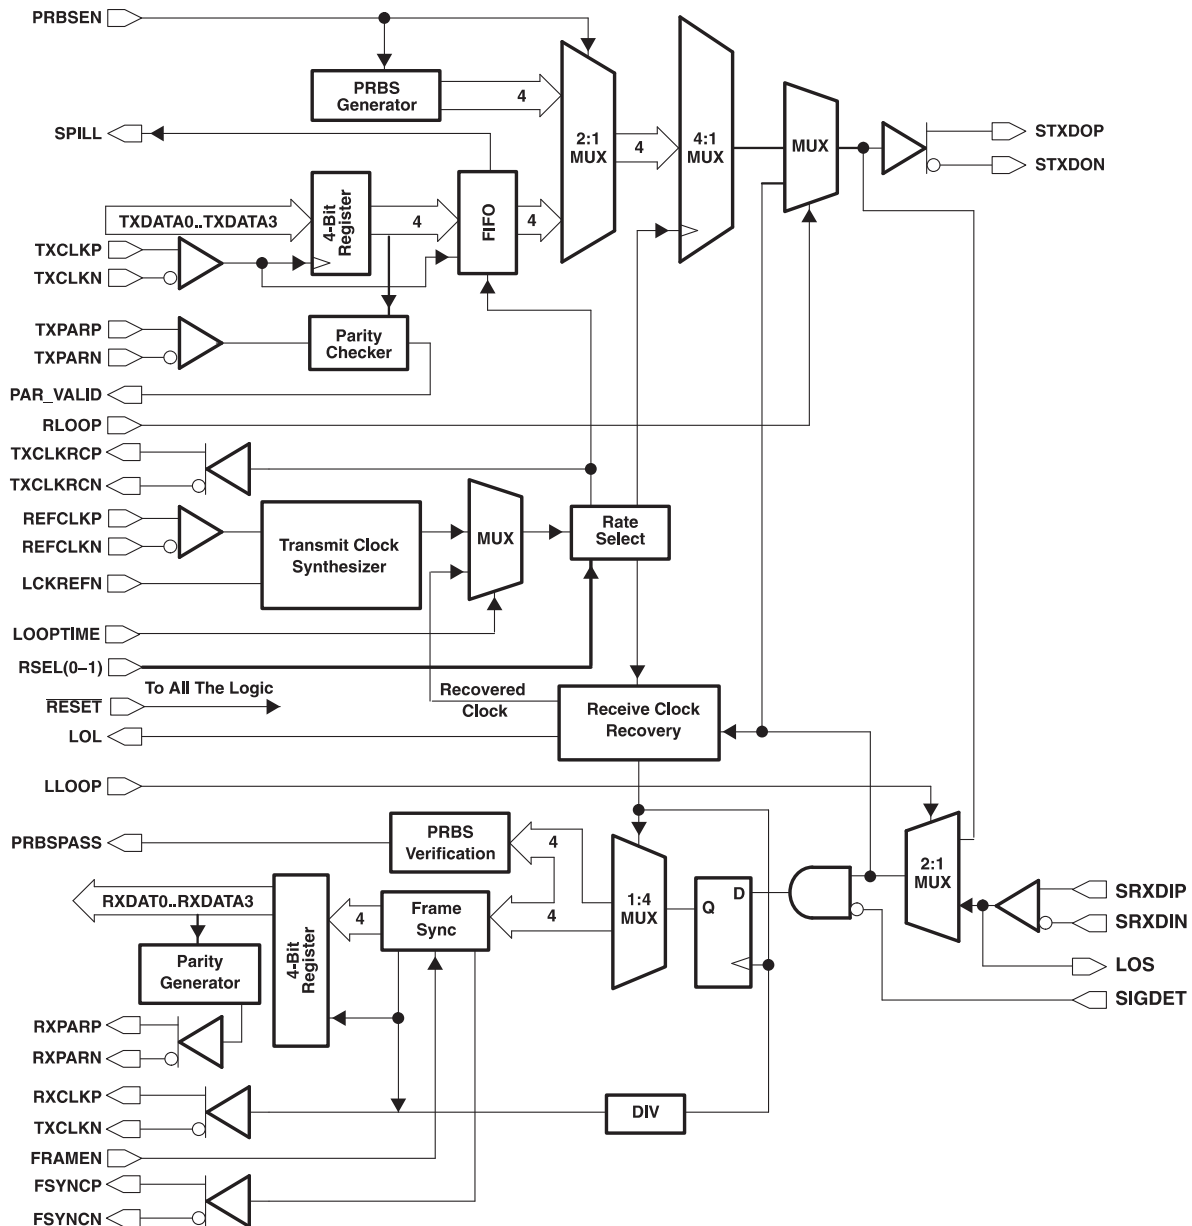 PRBSEN
PRBS
Generator
4
2:1
MUX
4:1
MUX
4
MUX
STXDOP
STXDON
SPILL
TXDATA0..TXDATA3
4-Bit
Register
4
FIFO
4
TXCLKP
TXCLKN
TXPARP
TXPARN
Parity
Checker
PAR_VALID
RLOOP
TXCLKRCP
TXCLKRCN
REFCLKP
REFCLKN
LCKREFN
Transmit Clock
Synthesizer
MUX
Rate
Select
LOOPTIME
RSEL(0–1)
RESET
To All The Logic
Recovered
Clock
Receive Clock
Recovery
LOL
LLOOP
PRBSPASS
PRBS
Verification
4
4
1:4
MUX
Q
D
2:1
MUX
SRXDIP
SRXDIN
LOS
SIGDET
RXDAT0..RXDATA3
4-Bit
Register
4
Frame
Sync
Parity
Generator
RXPARP
RXPARN
RXCLKP
TXCLKN
DIV
FRAMEN
FSYNCP
FSYNCN